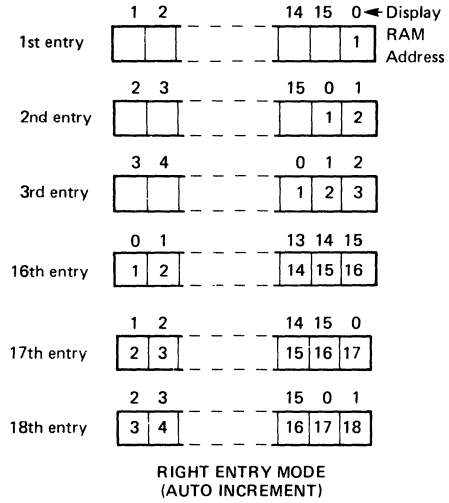 1 2 14 15 0 Display
1st entry 1 RAM
Address
2 3 15 0 1
2nd entry 1 2
3 4 0 1 2
3rd entry 1 2 3
0 1 13 14 15
16th entry 1 2 14 15 16
1 2 14 15 0
17th entry 2 3 15 16 17
2 3 15 0 1
18th entry 3 4 16 17 18
RIGHT ENTRY MODE
(AUTO INCREMENT)